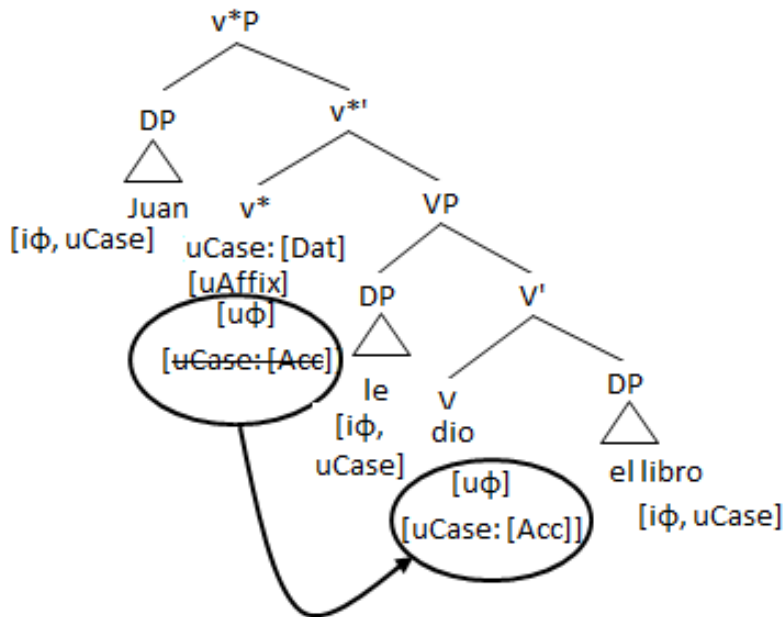 v*P
DP
v*'
Juan
[iϕ, uCase]
v*
VP
uCase: [Dat]
[uAffix]
[uϕ]
[uCase: [Acc]]
DP
V'
le
[iϕ,
uCase]
V
dio
DP
[uϕ]
[uCase: [Acc]]
el libro
[iϕ, uCase]